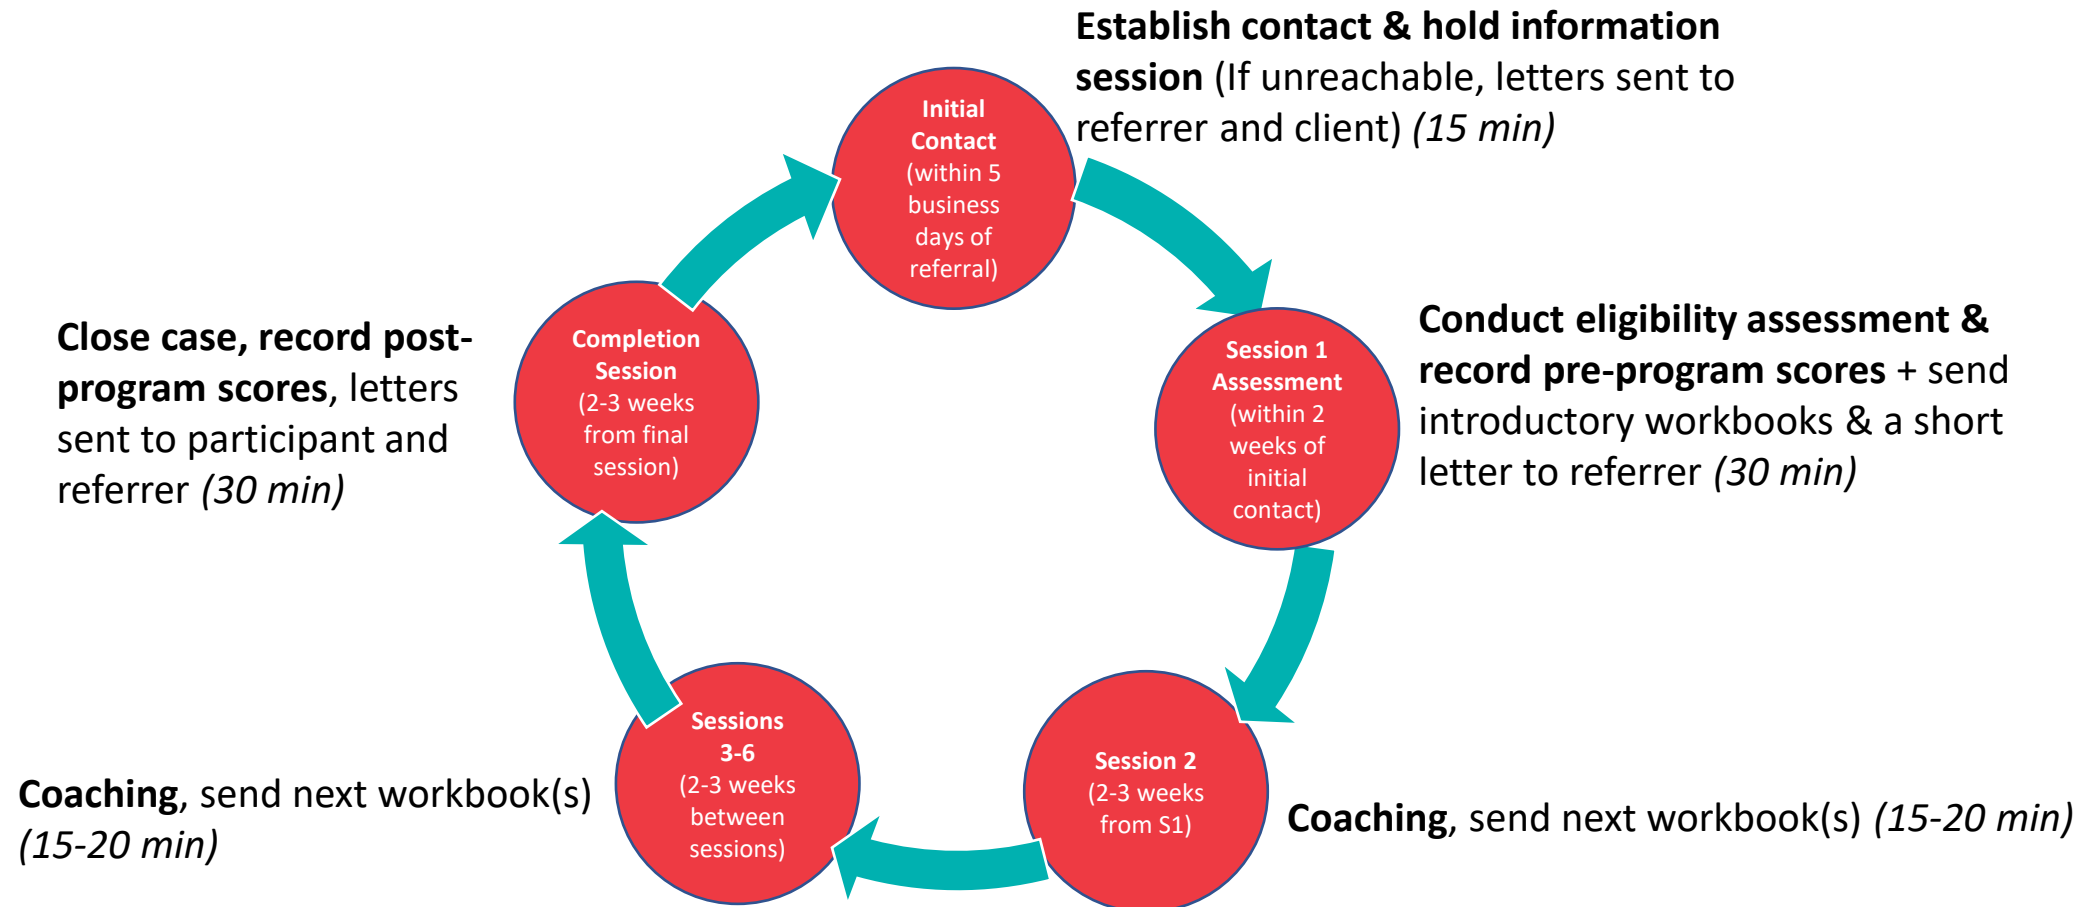 Establish contact & hold information
session (If unreachable, letters sent to
referrer and client) (15 min)
Initial
Contact
(within 5
business
days of
referral)
Conduct eligibility assessment &
record pre-program scores + send
introductory workbooks & a short
letter to referrer (30 min)
Session 1
Assessment
(within 2
weeks of
initial
contact)
Session 2
(2-3 weeks
from S1)
Coaching, send next workbook(s) (15-20 min)
Sessions
3-6
(2-3 weeks
between
sessions)
Coaching, send next workbook(s)
(15-20 min)
Completion
Session
(2-3 weeks
from final
session)
Close case, record post-
program scores, letters
sent to participant and
referrer (30 min)